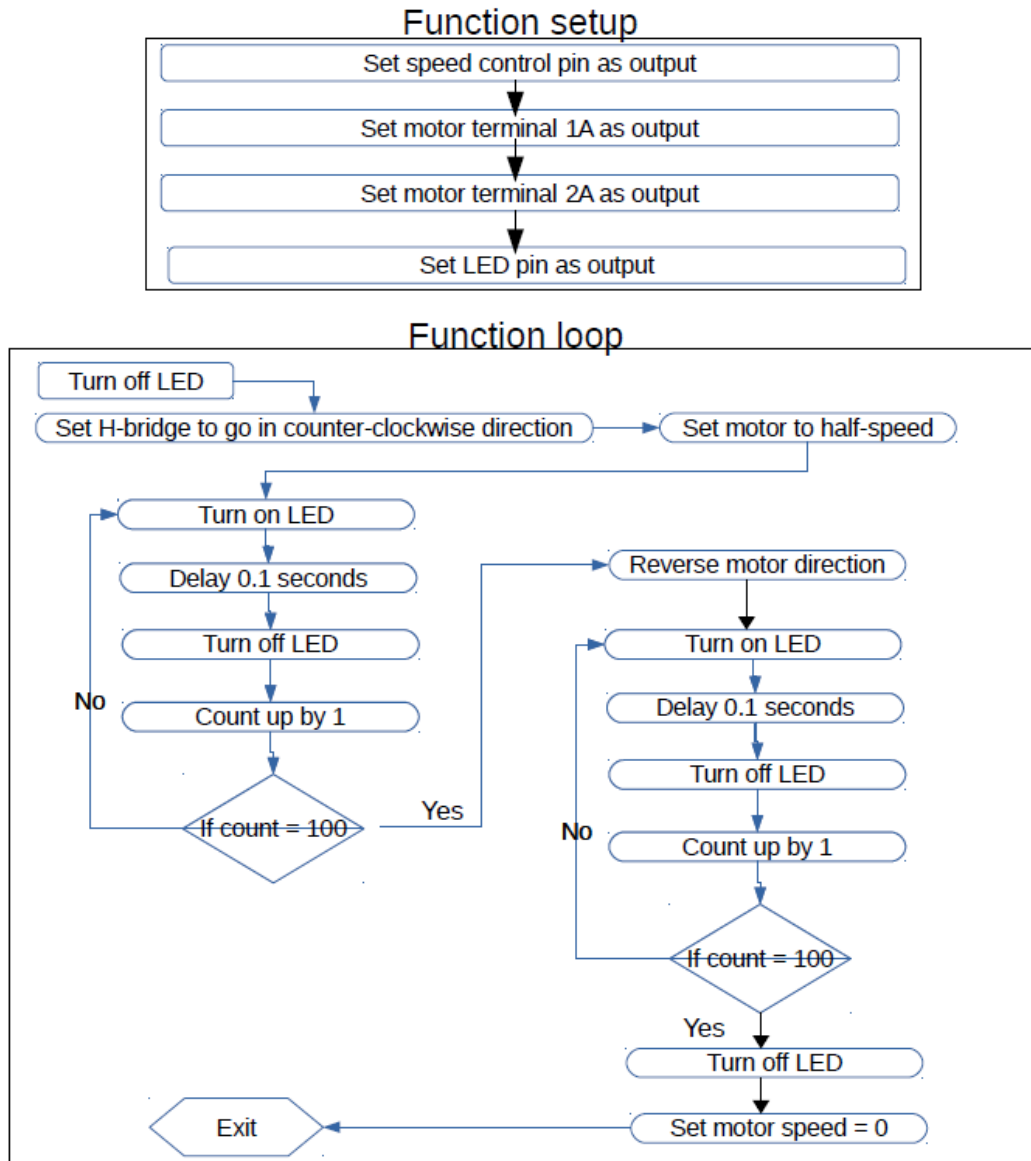 Function setup
Set speed control pin as output
Set motor terminal 1A as output
Set motor terminal 2A as output
Set LED pin as output
Function loop
Turn off LED
Set H-bridge to go in counter-clockwise direction
Set motor to half-speed
Turn on LED
Delay 0.1 seconds
Turn off LED
No
Count up by 1
If count = 100
Yes
Reverse motor direction
Turn on LED
Delay 0.1 seconds
Turn off LED
No
Count up by 1
If count = 100
Yes
Turn off LED
Set motor speed = 0
Exit